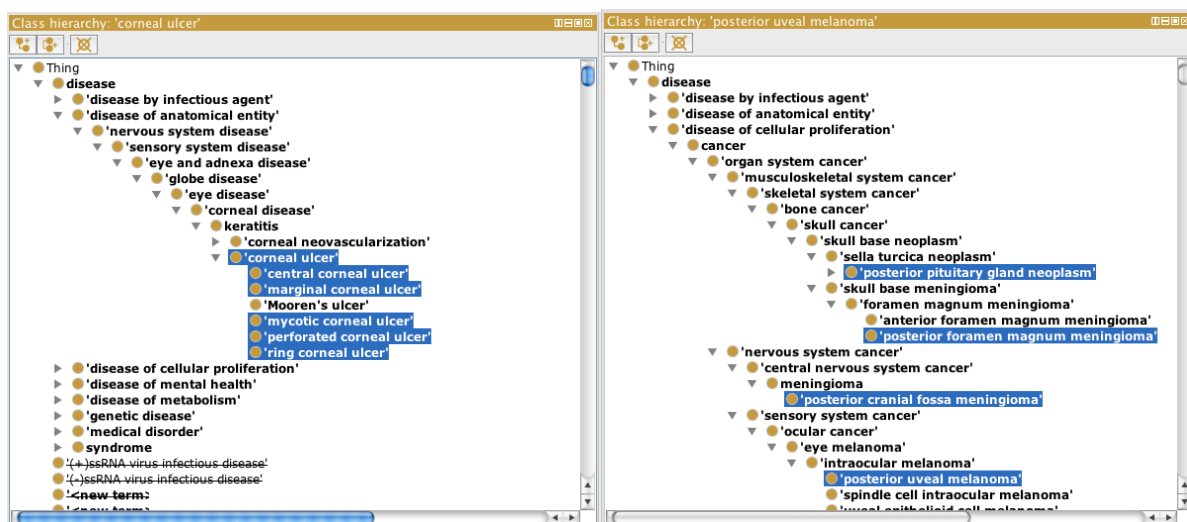 Class hierarchy: 'corneal ulcer'
Thing
disease
'disease by infectious agent'
'disease of anatomical entity'
'nervous system disease'
'sensory system disease'
'eye and adnexa disease'
'globe disease'
'eye disease'
'corneal disease'
keratitis
'corneal neovascularization'
'corneal ulcer'
'central corneal ulcer'
'marginal corneal ulcer'
'Mooren's ulcer'
'mycotic corneal ulcer'
'perforated corneal ulcer'
'ring corneal ulcer'
'disease of cellular proliferation'
'disease of mental health'
'disease of metabolism'
'genetic disease'
'medical disorder'
syndrome
'(+)ssRNA virus infectious disease'
'(-)ssRNA virus infectious disease'
'<new term>'
'<new term>'
Class hierarchy: 'posterior uveal melanoma'
Thing
disease
'disease by infectious agent'
'disease of anatomical entity'
'disease of cellular proliferation'
cancer
'organ system cancer'
'musculoskeletal system cancer'
'skeletal system cancer'
'bone cancer'
'skull cancer'
'skull base neoplasm'
'sella turcica neoplasm'
'posterior pituitary gland neoplasm'
'skull base meningioma'
'foramen magnum meningioma'
'anterior foramen magnum meningioma'
'posterior foramen magnum meningioma'
'nervous system cancer'
'central nervous system cancer'
meningioma
'posterior cranial fossa meningioma'
'sensory system cancer'
'ocular cancer'
'eye melanoma'
'intraocular melanoma'
'posterior uveal melanoma'
'spindle cell intraocular melanoma'
'uveal epithelioid cell melanoma'